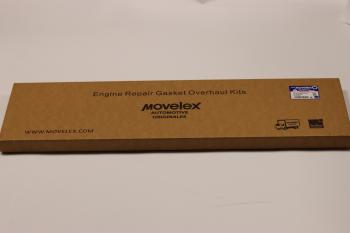 Engine Repair Gasket Overhaul Kits
Movelex
AUTOMOTIVE
ORIGINALES
WWW.MOVELEX.COM